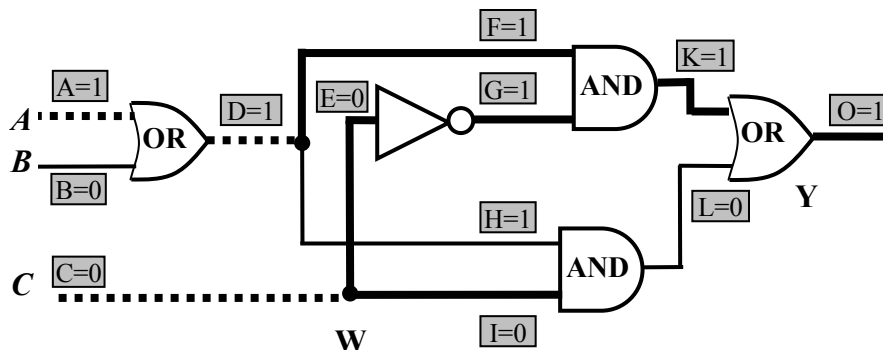 F=1
K=1
A=1
D=1
E=0
G=1
AND
O=1
A
OR
OR
B
B=0
H=1
L=0
Y
C
C=0
AND
W
I=0